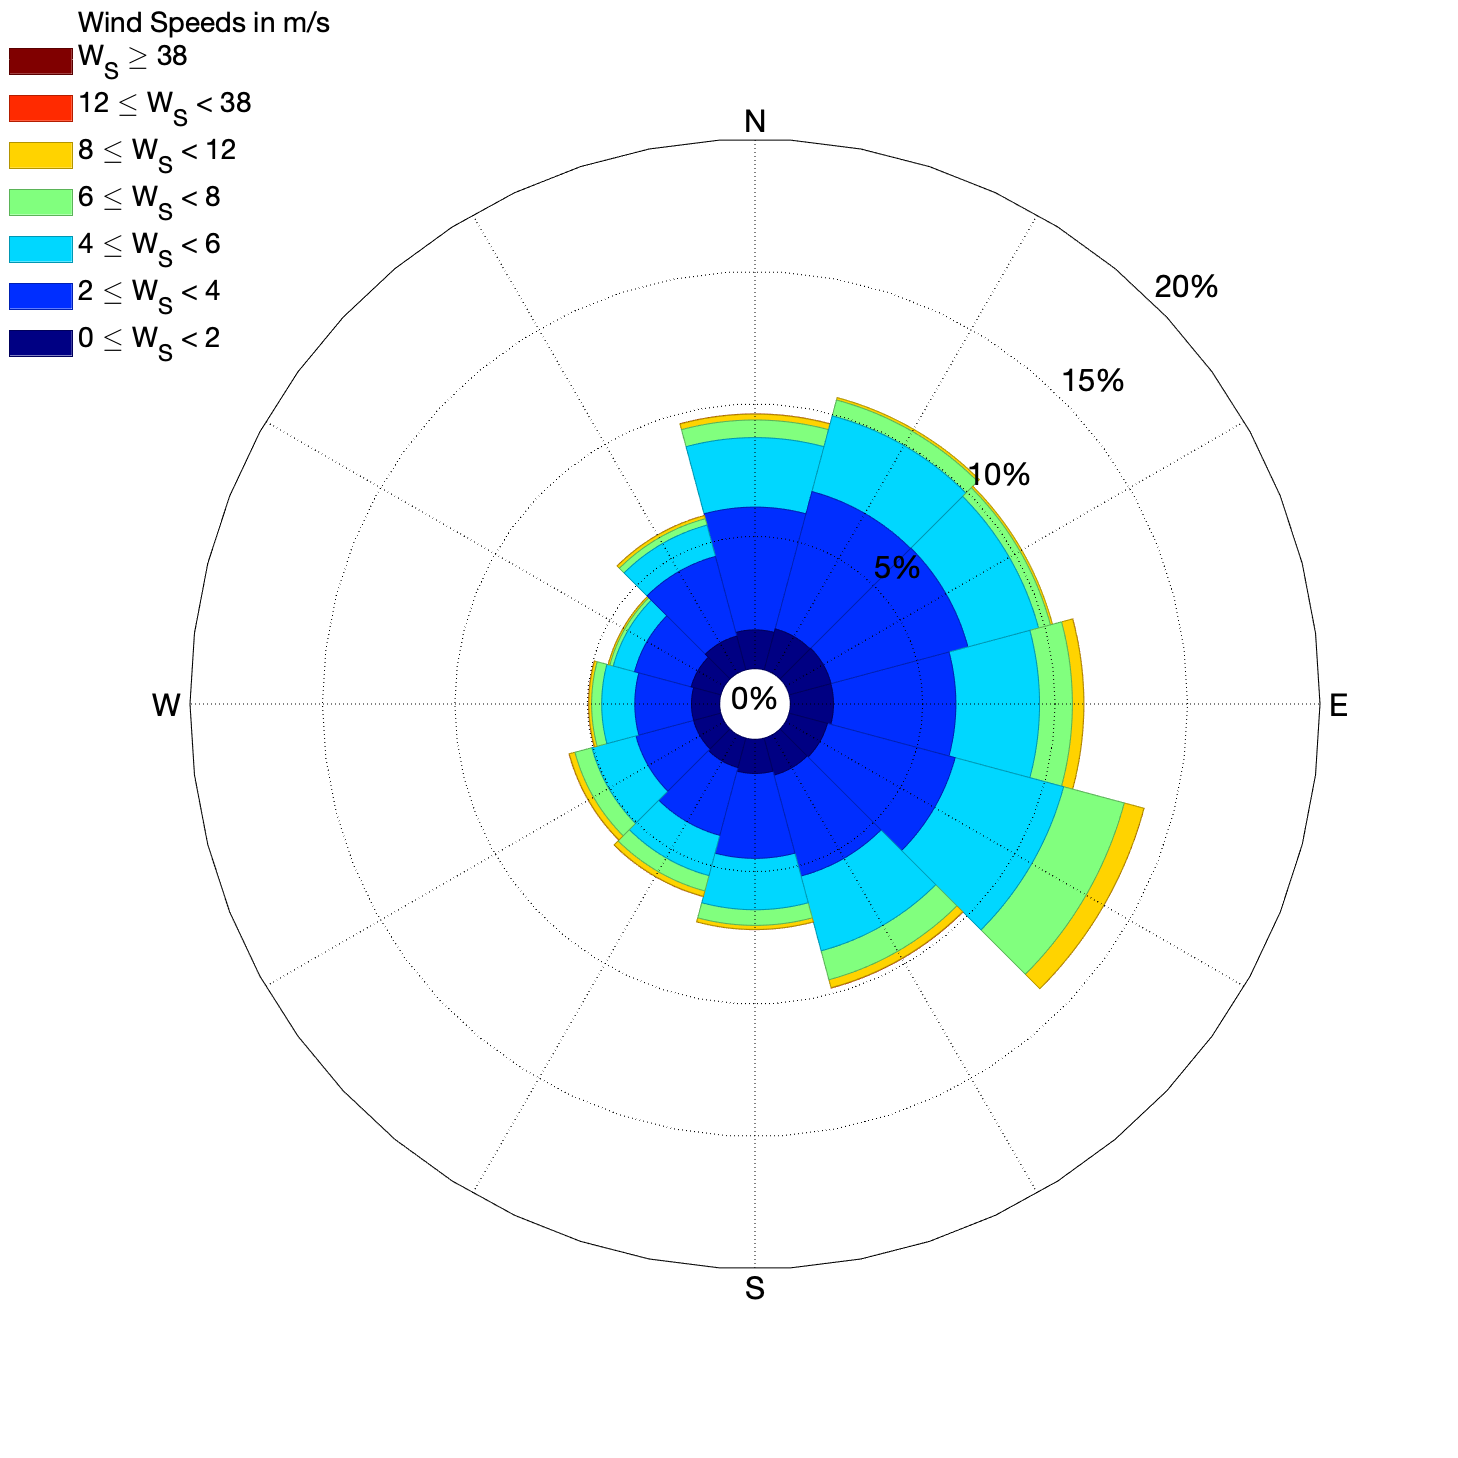 Wind Speeds in m/s
W_S ≥ 38
12 ≤ W_S < 38
8 ≤ W_S < 12
6 ≤ W_S < 8
4 ≤ W_S < 6
2 ≤ W_S < 4
0 ≤ W_S < 2
N
20%
15%
10%
5%
0%
W
E
S